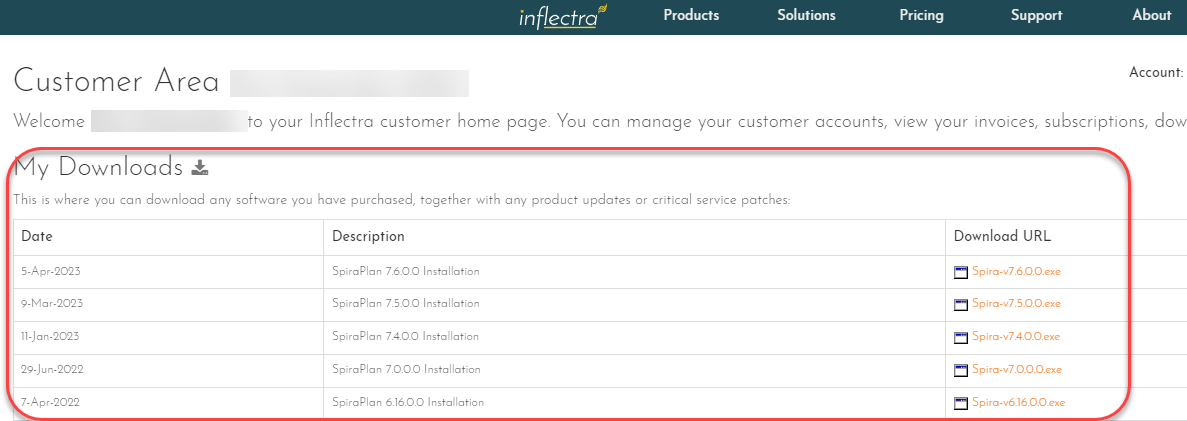 inflectra Products Solutions Pricing Support About
Customer Area
Account:
Welcome to your Inflectra customer home page. You can manage your customer accounts, view your invoices, subscriptions, dow
My Downloads
This is where you can download any software you have purchased, together with any product updates or critical service patches:
Date Description Download URL
5-Apr-2023 SpiraPlan 7.6.0.0 Installation Spira-v7.6.0.0.exe
9-Mar-2023 SpiraPlan 7.5.0.0 Installation Spira-v7.5.0.0.exe
11-Jan-2023 SpiraPlan 7.4.0.0 Installation Spira-v7.4.0.0.exe
29-Jun-2022 SpiraPlan 7.0.0.0 Installation Spira-v7.0.0.0.exe
7-Apr-2022 SpiraPlan 6.16.0.0 Installation Spira-v6.16.0.0.exe